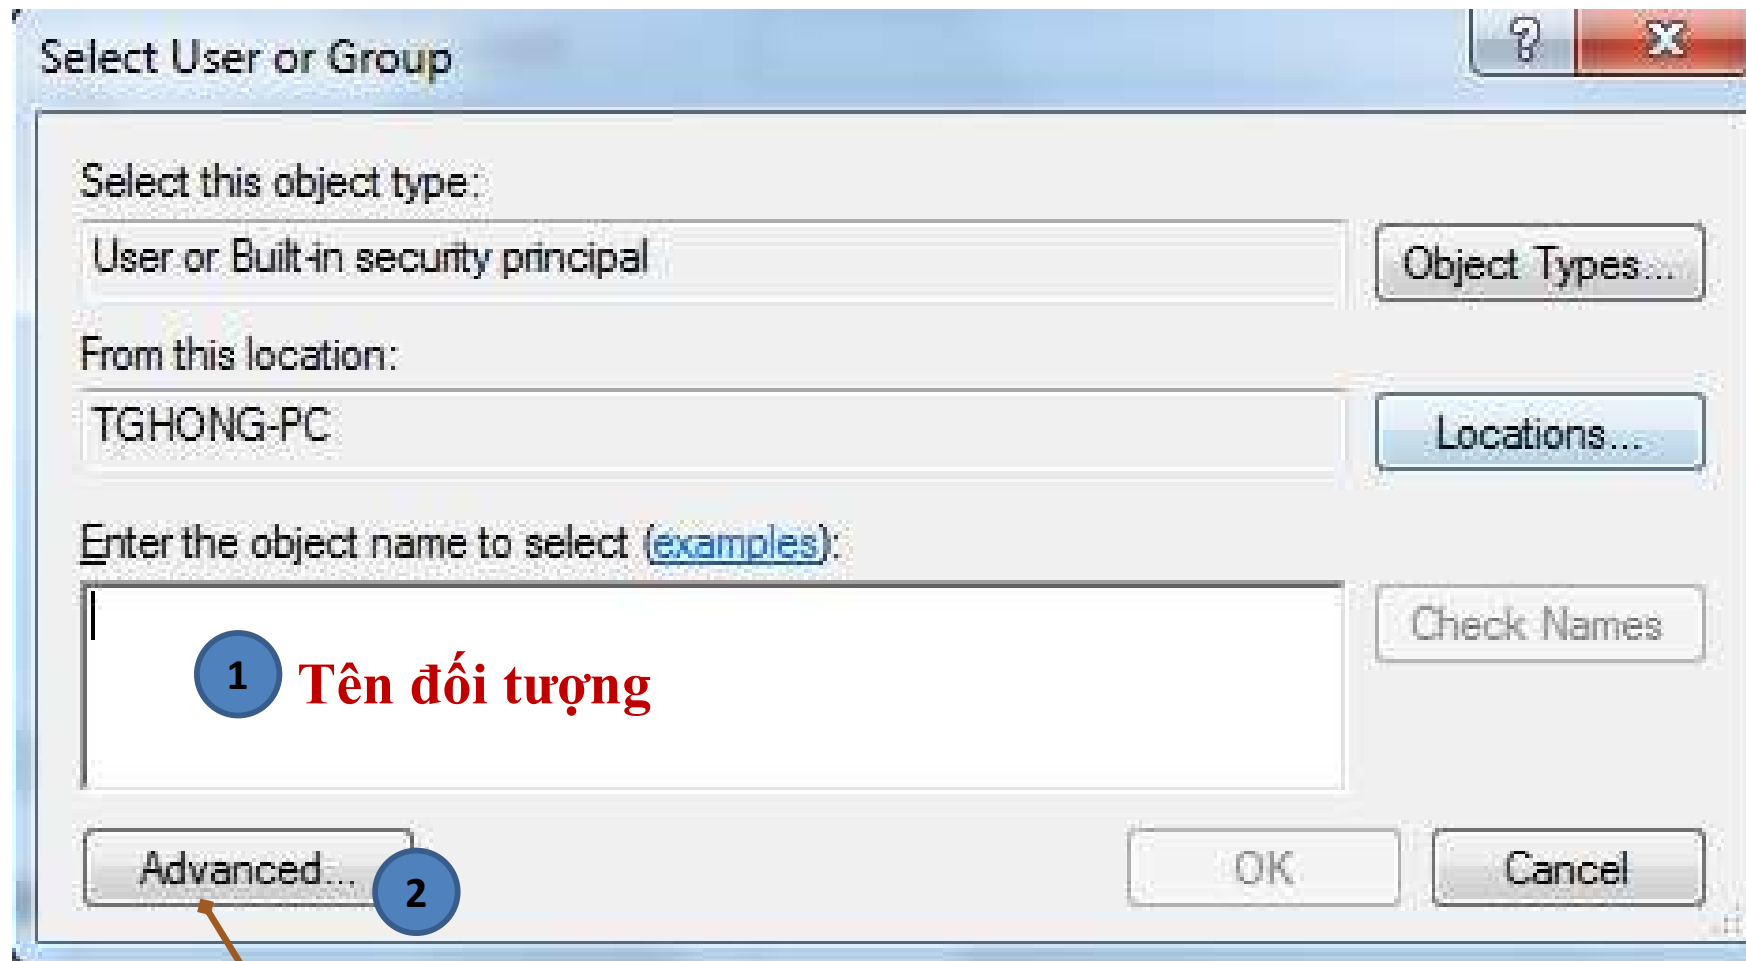 Select User or Group
?
Select this object type:
User or Built-in security principal
Object Types...
From this location:
TGHONG-PC
Locations...
Enter the object name to select (examples):
Check Names
1 Tên đối tượng
Advanced...
2
OK
Cancel